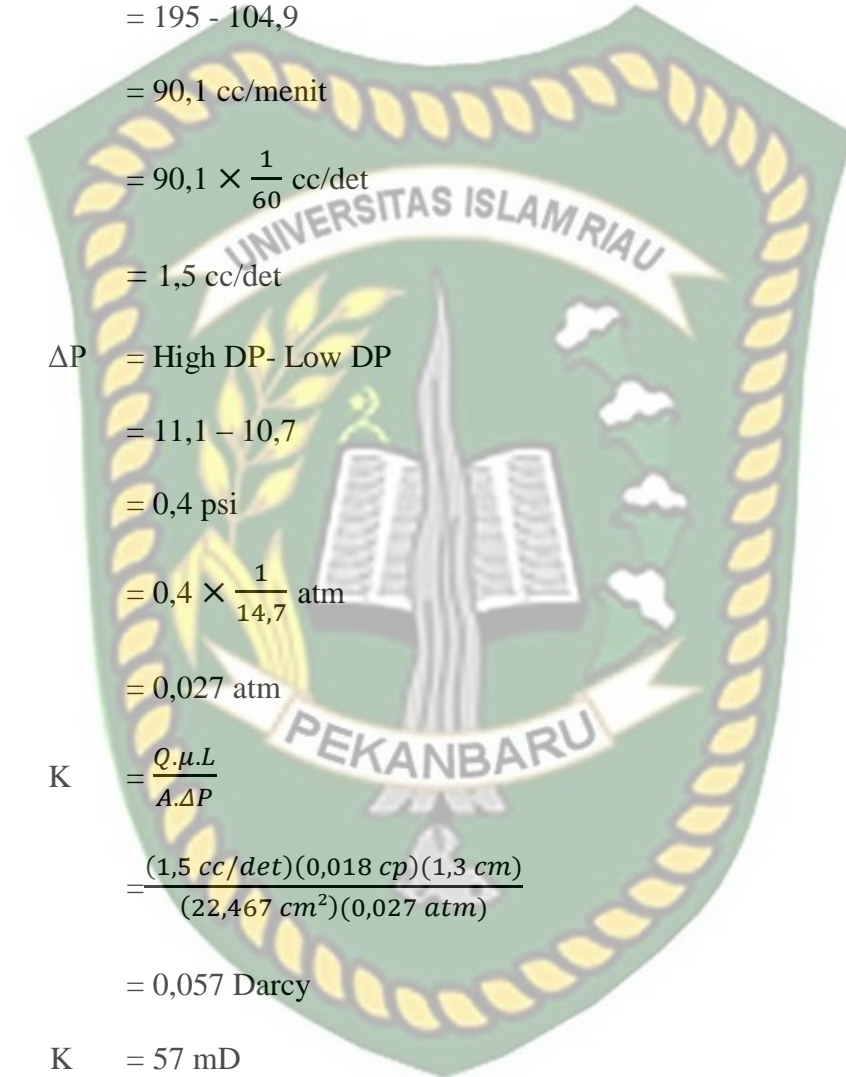 = 195 - 104,9
= 90,1 cc/menit
= 90,1 × 1/60 cc/det
UNIVERSITAS ISLAM RIAU
= 1,5 cc/det
ΔP = High DP- Low DP
= 11,1 – 10,7
= 0,4 psi
= 0,4 × 1/14,7 atm
= 0,027 atm
PEKANBARU
K = Q.μ.L / A.ΔP
= (1,5 cc/det)(0,018 cp)(1,3 cm) / (22,467 cm²)(0,027 atm)
= 0,057 Darcy
K = 57 mD